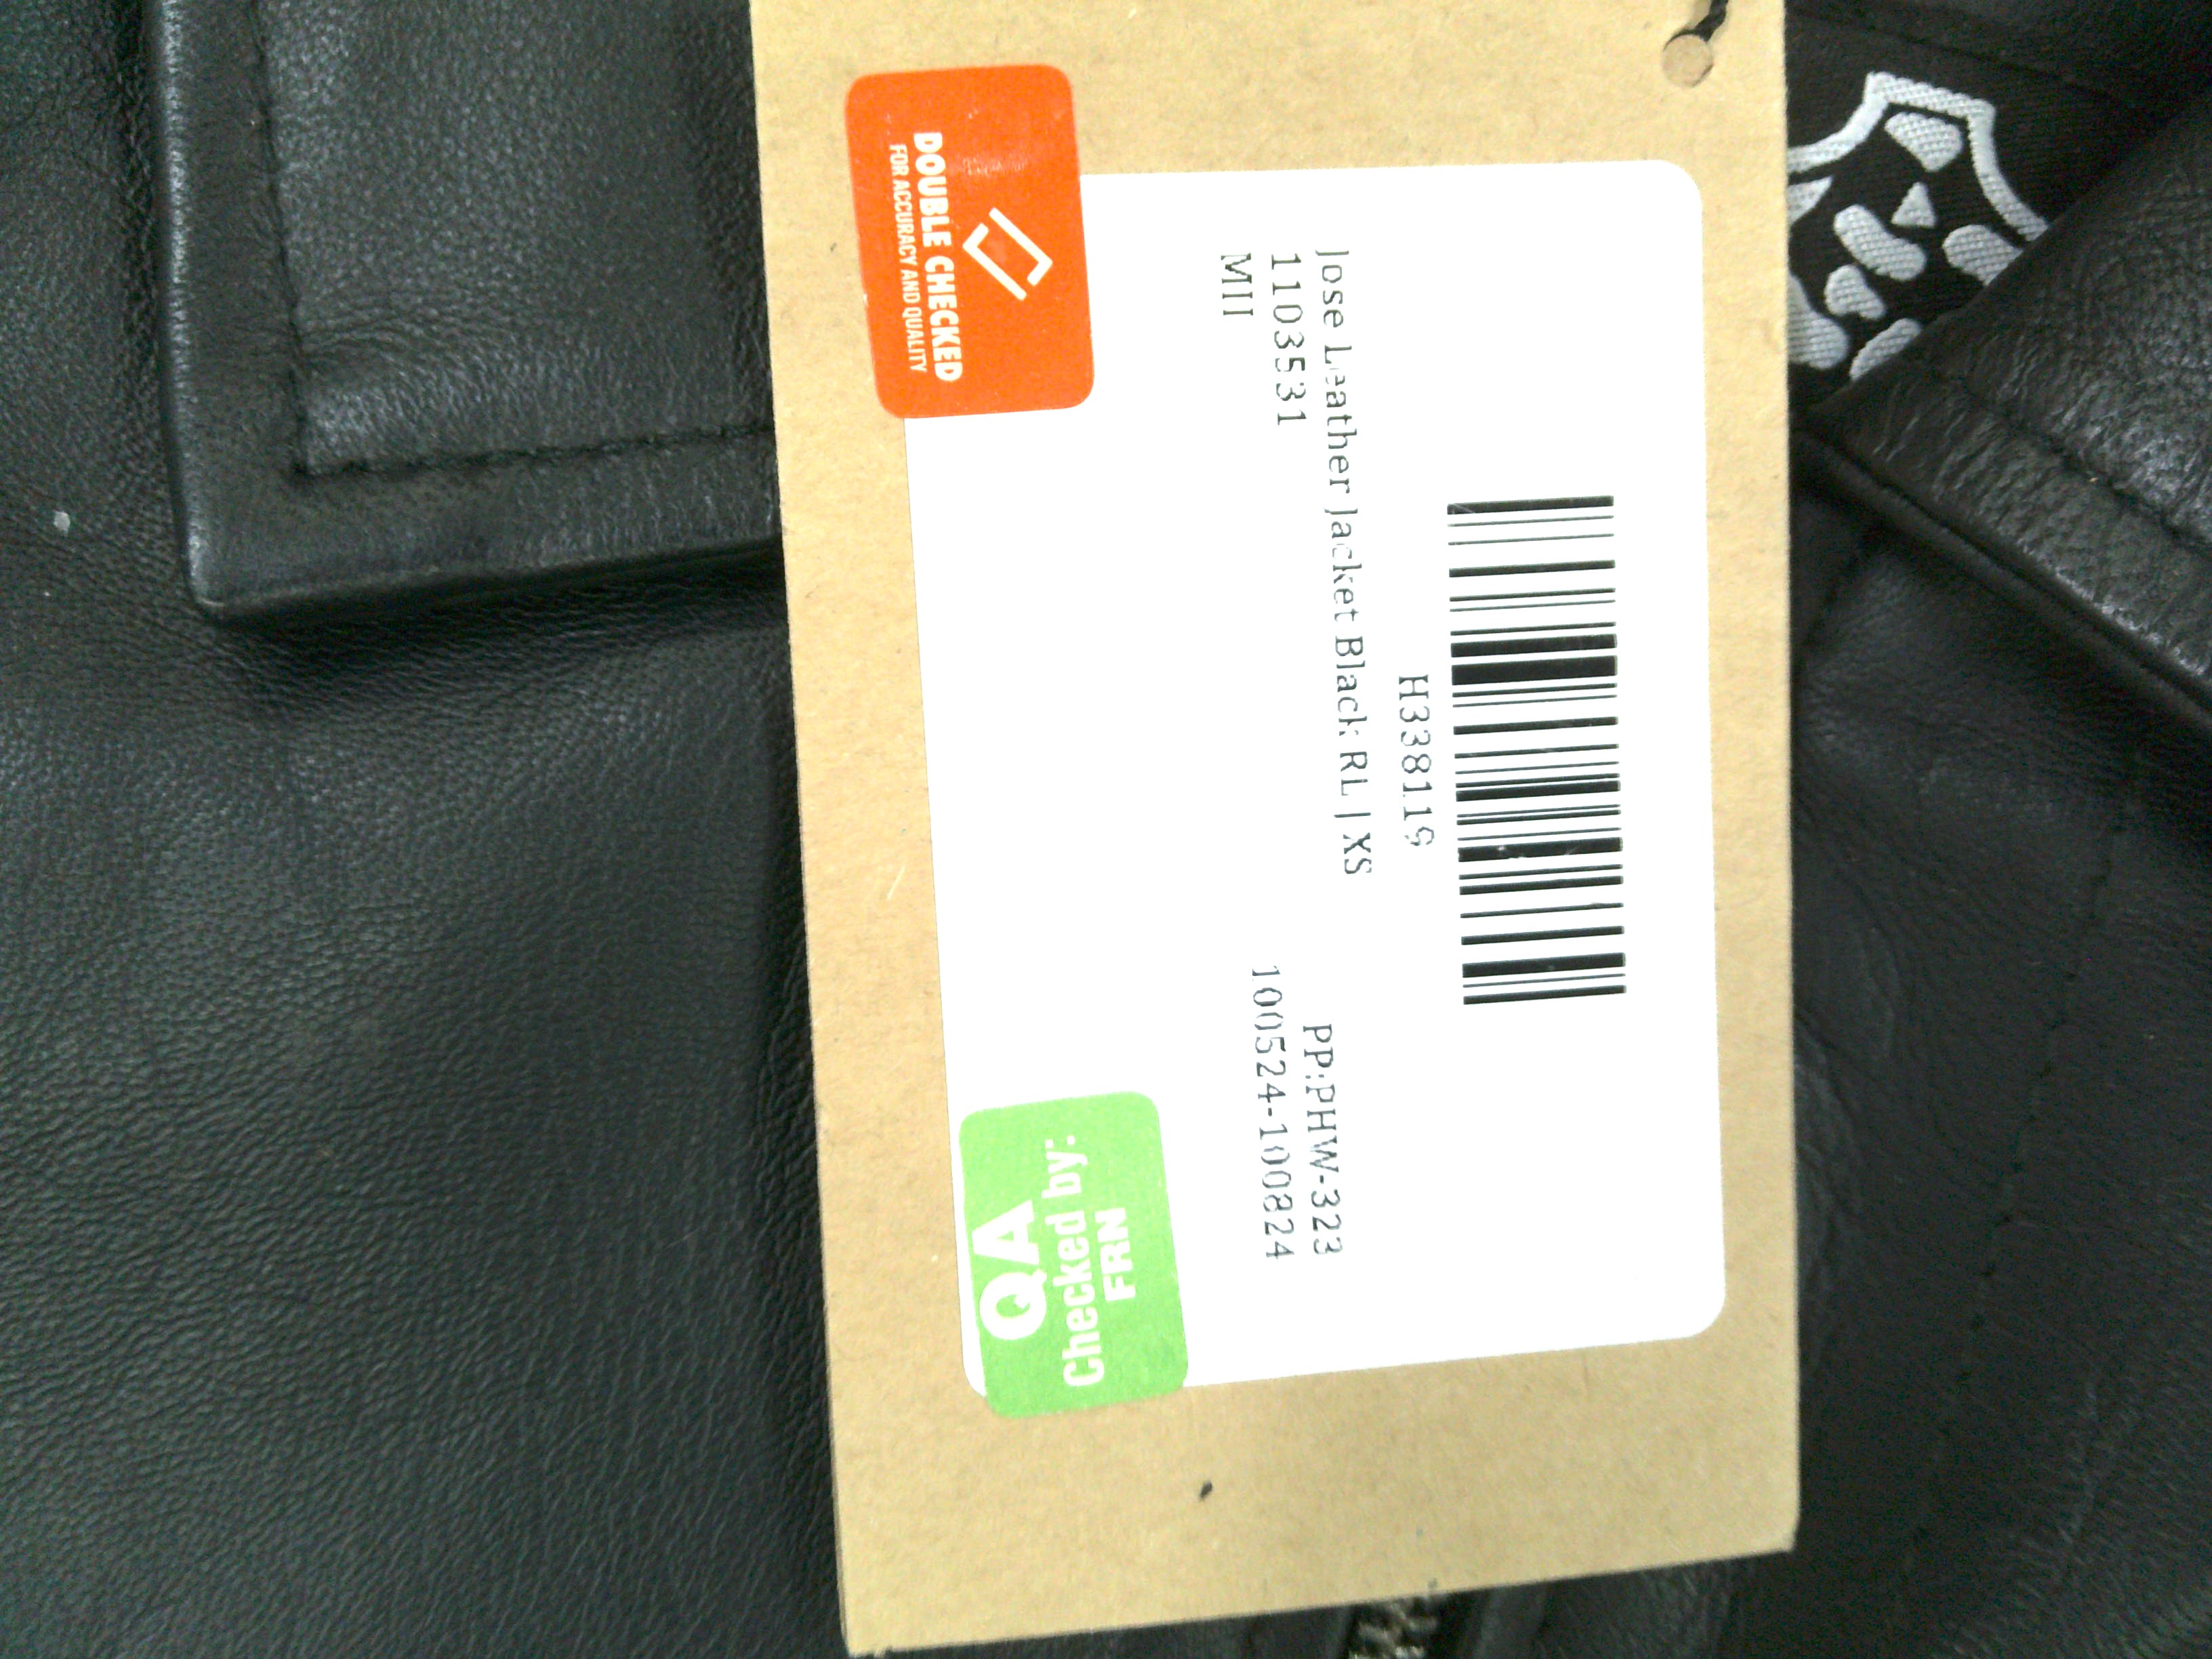 H338119
Jose Leather Jacket Black RL | XS
1103531
MII
PP:PHW-323
100524-100824
DOUBLE CHECKED
FOR ACCURACY AND QUALITY
QA
Checked by:
FRN